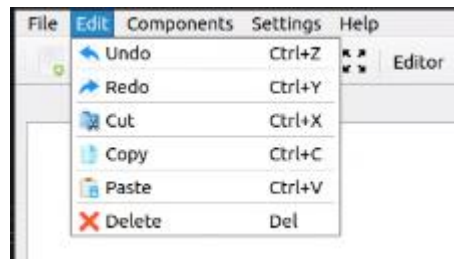 File Edit Components Settings Help
Undo Ctrl+Z
Editor
Redo Ctrl+Y
Cut Ctrl+X
Copy Ctrl+C
Paste Ctrl+V
Delete Del